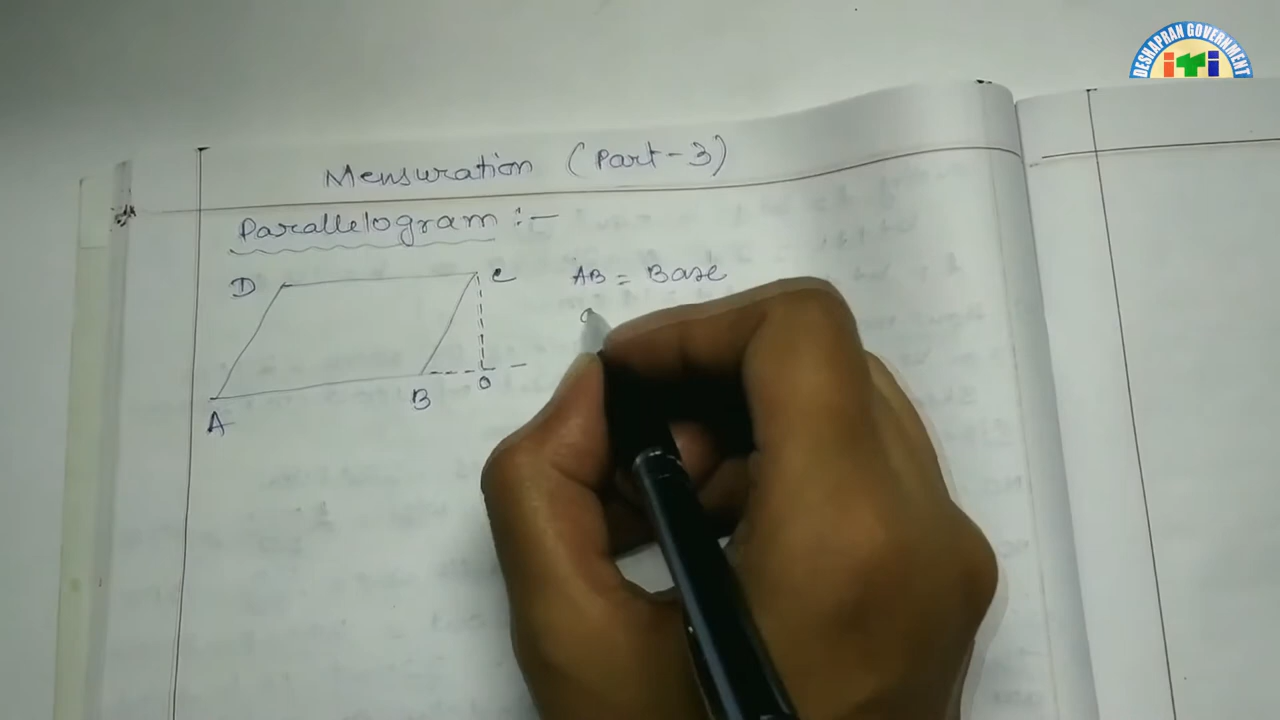 DESHAPRAN GOVERNMENT
iTi
Mensuration (Part-3)
Parallelogram :-
D
C
AB = Base
O
B
A